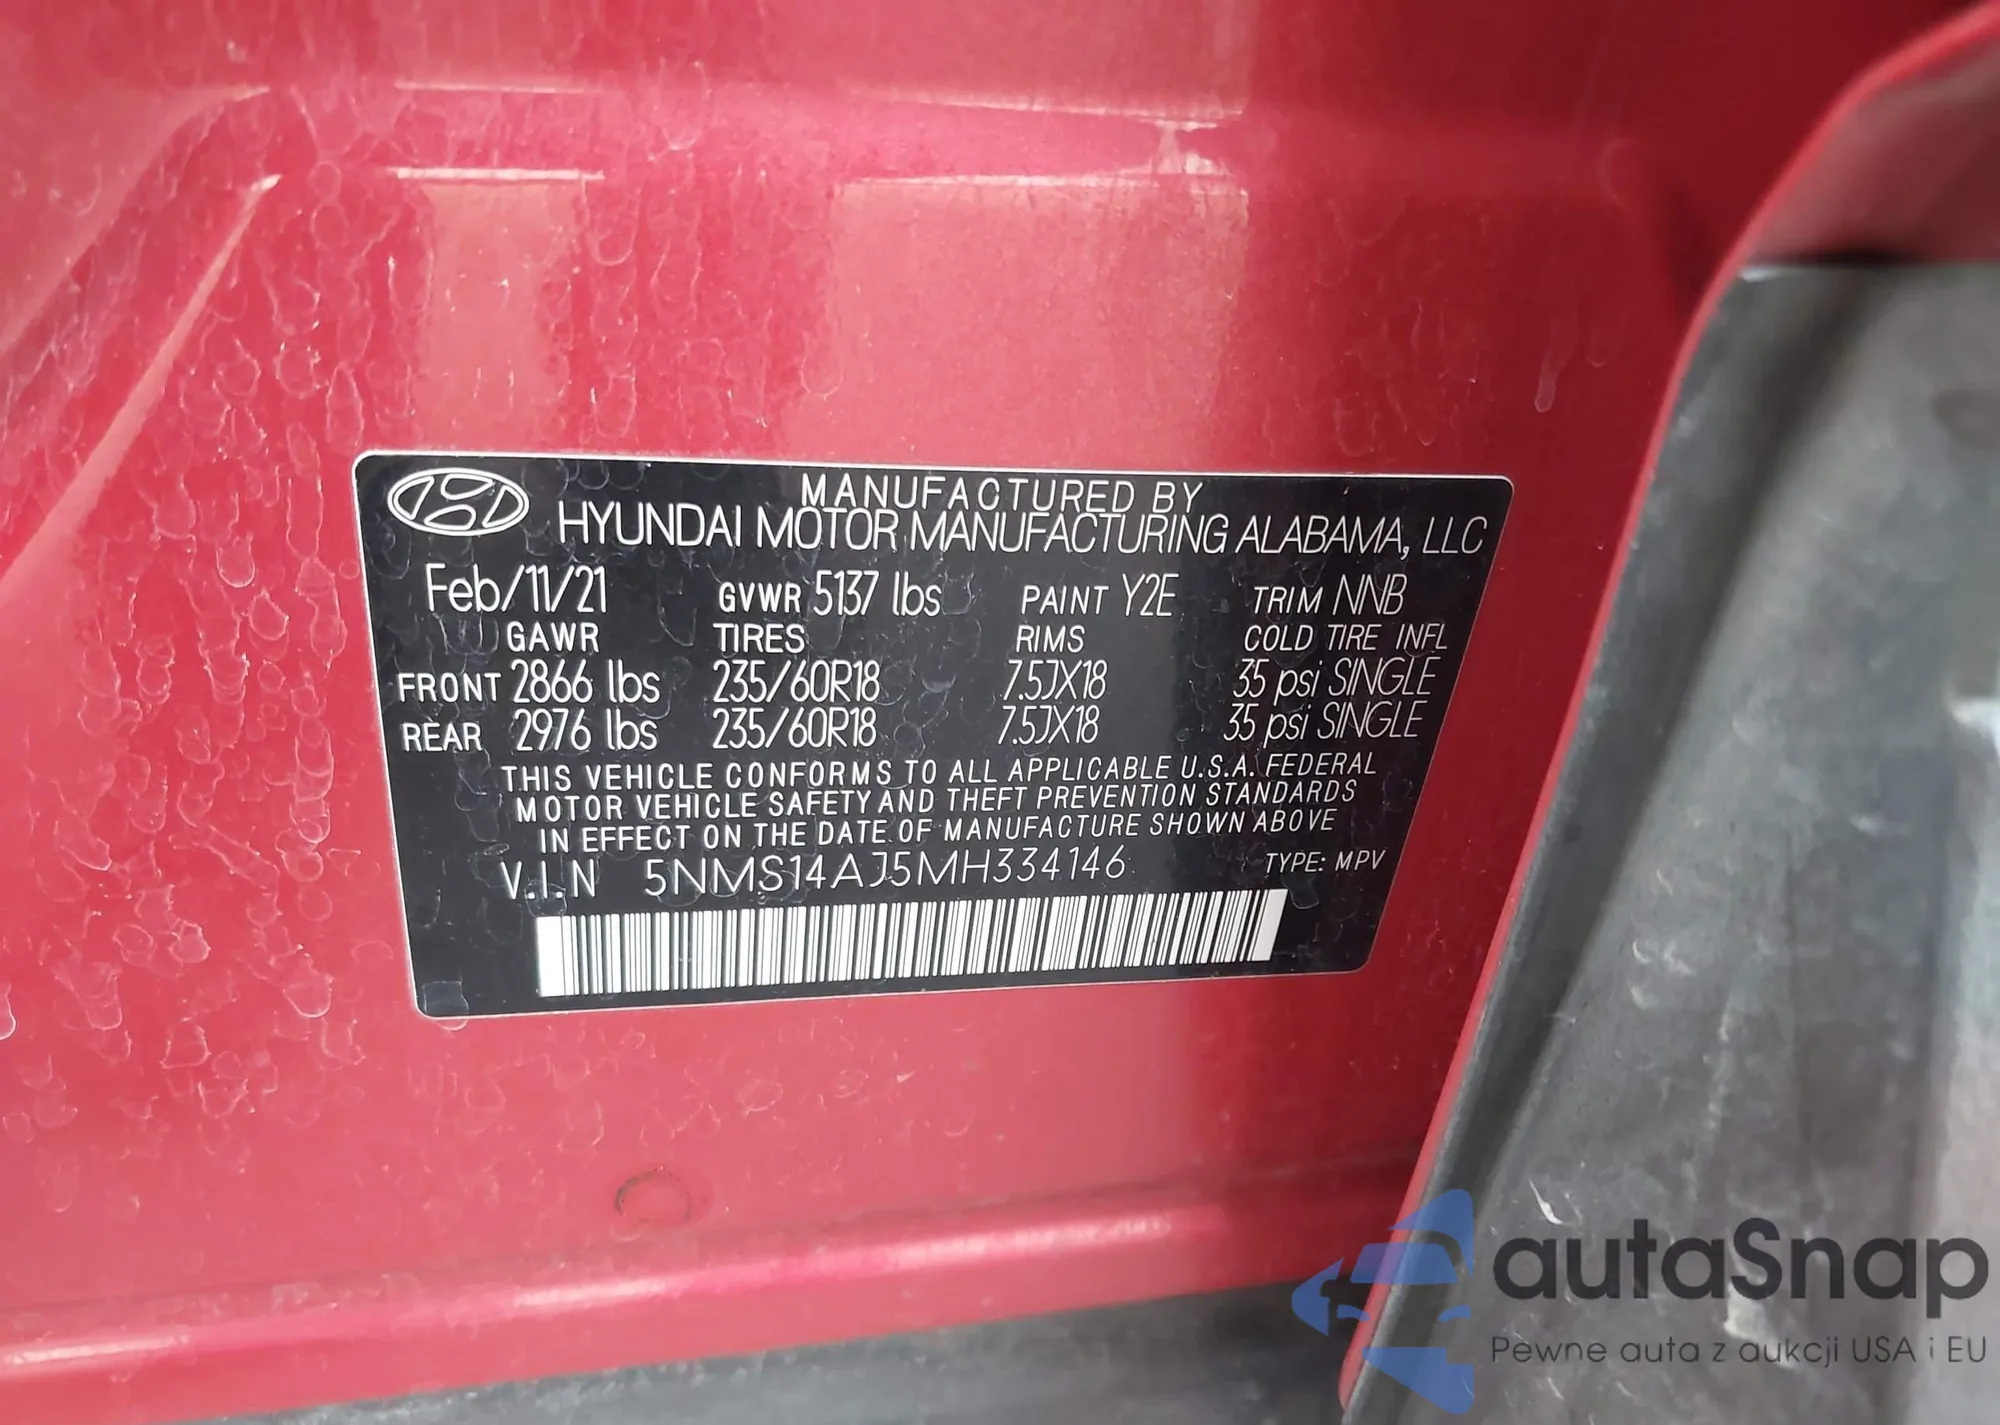 MANUFACTURED BY
HYUNDAI MOTOR MANUFACTURING ALABAMA, LLC
Feb/11/21 GVWR 5137 lbs PAINT Y2E TRIM NNB
GAWR TIRES RIMS COLD TIRE INFL
FRONT 2866 lbs 235/60R18 7.5JX18 35 psi SINGLE
REAR 2976 lbs 235/60R18 7.5JX18 35 psi SINGLE
THIS VEHICLE CONFORMS TO ALL APPLICABLE U.S.A. FEDERAL
MOTOR VEHICLE SAFETY AND THEFT PREVENTION STANDARDS
IN EFFECT ON THE DATE OF MANUFACTURE SHOWN ABOVE
V.I.N 5NMS14AJ5MH334146 TYPE: MPV
autaSnap
Pewne auta z aukcji USA i EU